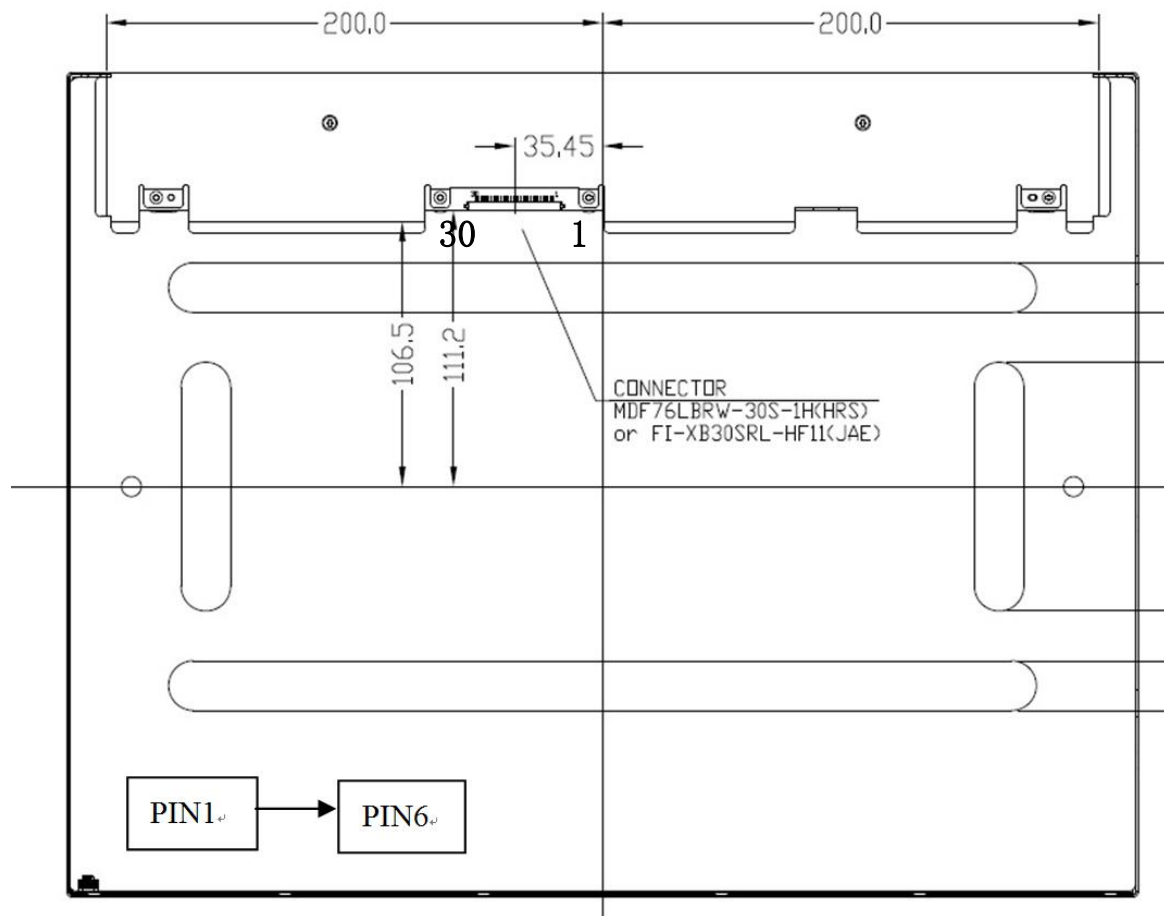 200.0
200.0
35.45
30
1
106.5
111.2
CONNECTOR
MDF76LBRW-30S-1H(HRS)
or FI-XB30SRL-HF11(JAE)
PIN1
PIN6